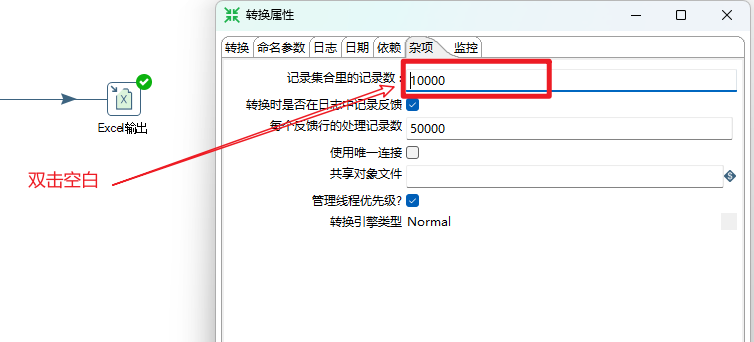 转换属性
转换 命名参数 日志 日期 依赖 杂项 监控
记录集合里的记录数: 10000
转换时是否在日志中记录反馈
每个反馈行的处理记录数 50000
使用唯一连接
共享对象文件
管理线程优先级?
转换引擎类型 Normal
Excel输出
双击空白